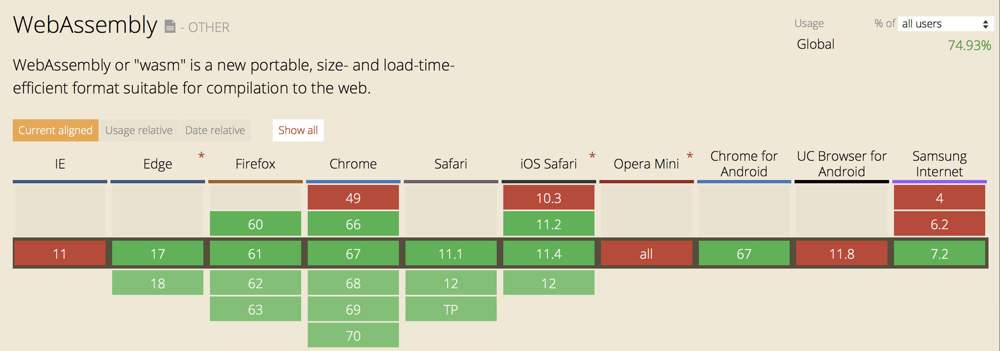 WebAssembly - OTHER
Usage % of all users
Global 74.93%
WebAssembly or "wasm" is a new portable, size- and load-time-
efficient format suitable for compilation to the web.
Current aligned Usage relative Date relative Show all
IE Edge * Firefox Chrome Safari iOS Safari * Opera Mini * Chrome for Android UC Browser for Android Samsung Internet
49 10.3 4
60 66 11.2 6.2
11 17 61 67 11.1 11.4 all 67 11.8 7.2
18 62 68 12 12
63 69 TP
70